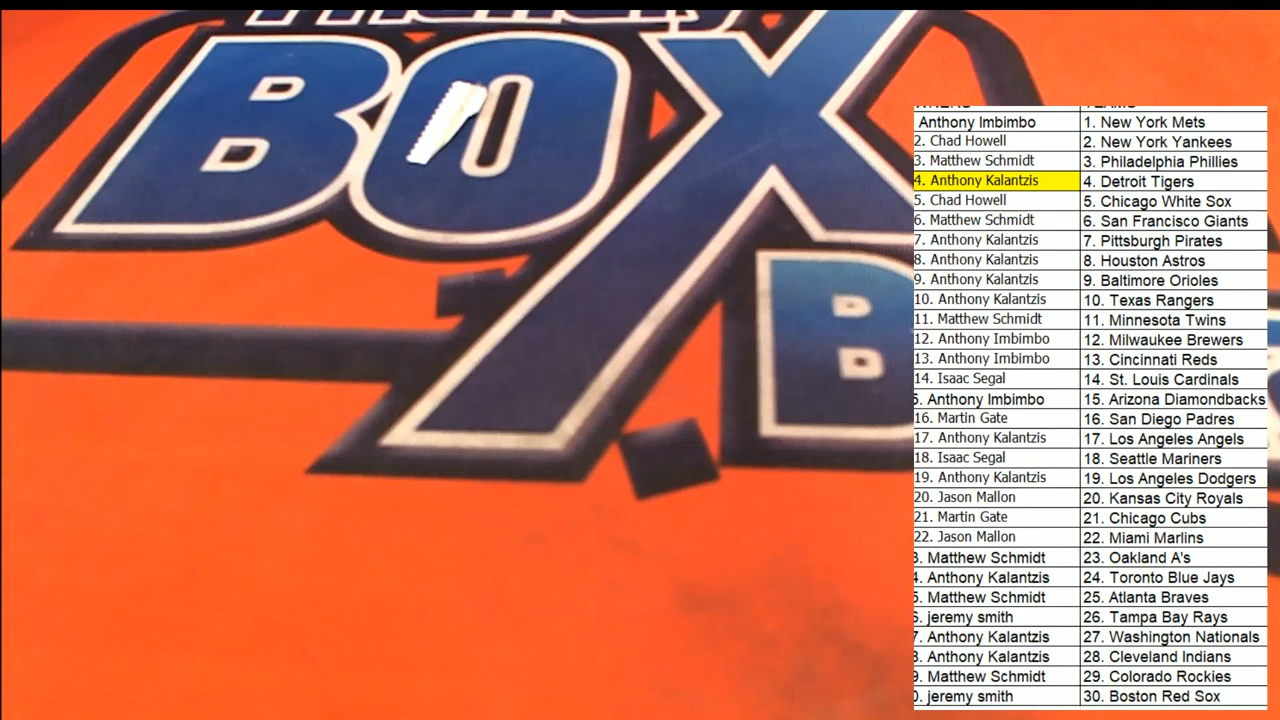 BOX
B
Anthony Imbimbo 1. New York Mets
2. Chad Howell 2. New York Yankees
3. Matthew Schmidt 3. Philadelphia Phillies
4. Anthony Kalantzis 4. Detroit Tigers
5. Chad Howell 5. Chicago White Sox
6. Matthew Schmidt 6. San Francisco Giants
7. Anthony Kalantzis 7. Pittsburgh Pirates
8. Anthony Kalantzis 8. Houston Astros
9. Anthony Kalantzis 9. Baltimore Orioles
10. Anthony Kalantzis 10. Texas Rangers
11. Matthew Schmidt 11. Minnesota Twins
12. Anthony Imbimbo 12. Milwaukee Brewers
13. Anthony Imbimbo 13. Cincinnati Reds
14. Isaac Segal 14. St. Louis Cardinals
5. Anthony Imbimbo 15. Arizona Diamondbacks
16. Martin Gate 16. San Diego Padres
17. Anthony Kalantzis 17. Los Angeles Angels
18. Isaac Segal 18. Seattle Mariners
19. Anthony Kalantzis 19. Los Angeles Dodgers
20. Jason Mallon 20. Kansas City Royals
21. Martin Gate 21. Chicago Cubs
22. Jason Mallon 22. Miami Marlins
3. Matthew Schmidt 23. Oakland A's
4. Anthony Kalantzis 24. Toronto Blue Jays
5. Matthew Schmidt 25. Atlanta Braves
6. jeremy smith 26. Tampa Bay Rays
7. Anthony Kalantzis 27. Washington Nationals
8. Anthony Kalantzis 28. Cleveland Indians
9. Matthew Schmidt 29. Colorado Rockies
0. jeremy smith 30. Boston Red Sox